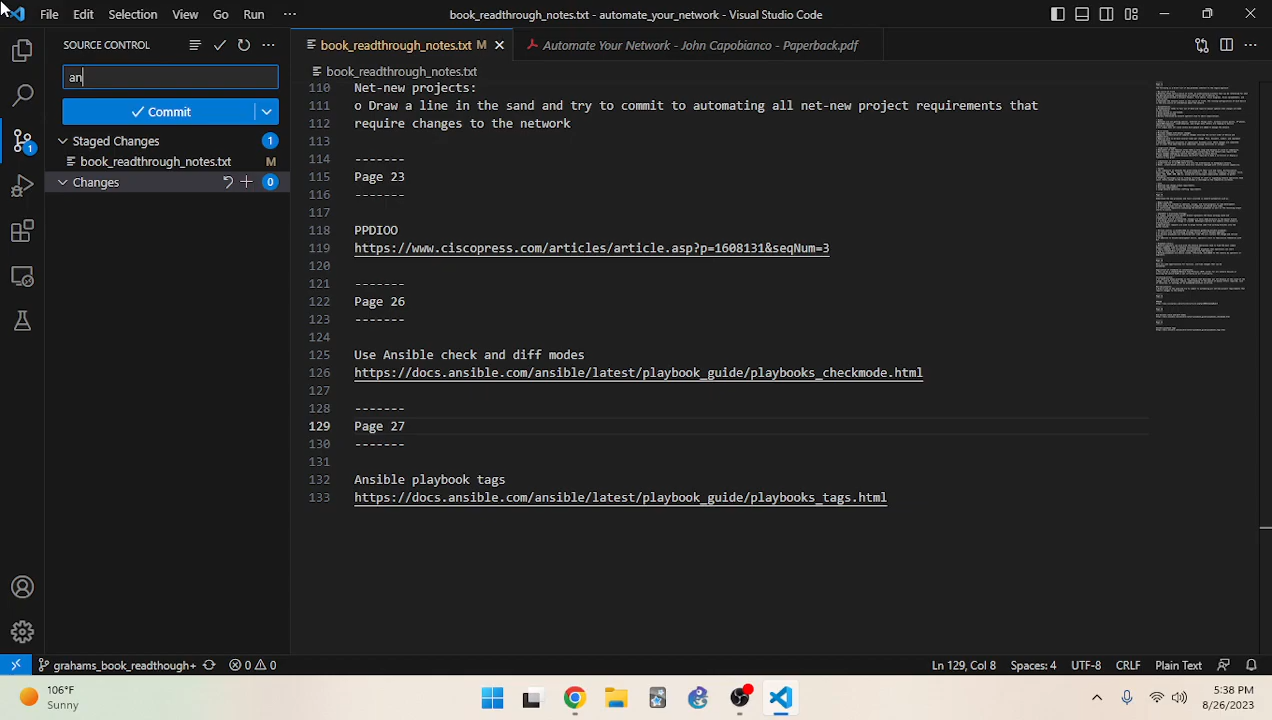 File Edit Selection View Go Run ··· book_readthrough_notes.txt - automate_your_network - Visual Studio Code
SOURCE CONTROL
book_readthrough_notes.txt M
Automate Your Network - John Capobianco - Paperback.pdf
an
book_readthrough_notes.txt
Commit
Staged Changes 1
book_readthrough_notes.txt M
Changes 0
1
110 Net-new projects:
111 o Draw a line in the sand and try to commit to automating all net-new project requirements that
112 require changes to the network
113
114 -------
115 Page 23
116 -------
117
118 PPDIOO
119 https://www.ciscopress.com/articles/article.asp?p=1608131&seqNum=3
120
121 -------
122 Page 26
123 -------
124
125 Use Ansible check and diff modes
126 https://docs.ansible.com/ansible/latest/playbook_guide/playbooks_checkmode.html
127
128 -------
129 Page 27
130 -------
131
132 Ansible playbook tags
133 https://docs.ansible.com/ansible/latest/playbook_guide/playbooks_tags.html
grahams_book_readthough+ 0 0 Ln 129, Col 8 Spaces: 4 UTF-8 CRLF Plain Text
106°F
Sunny
5:38 PM
8/26/2023